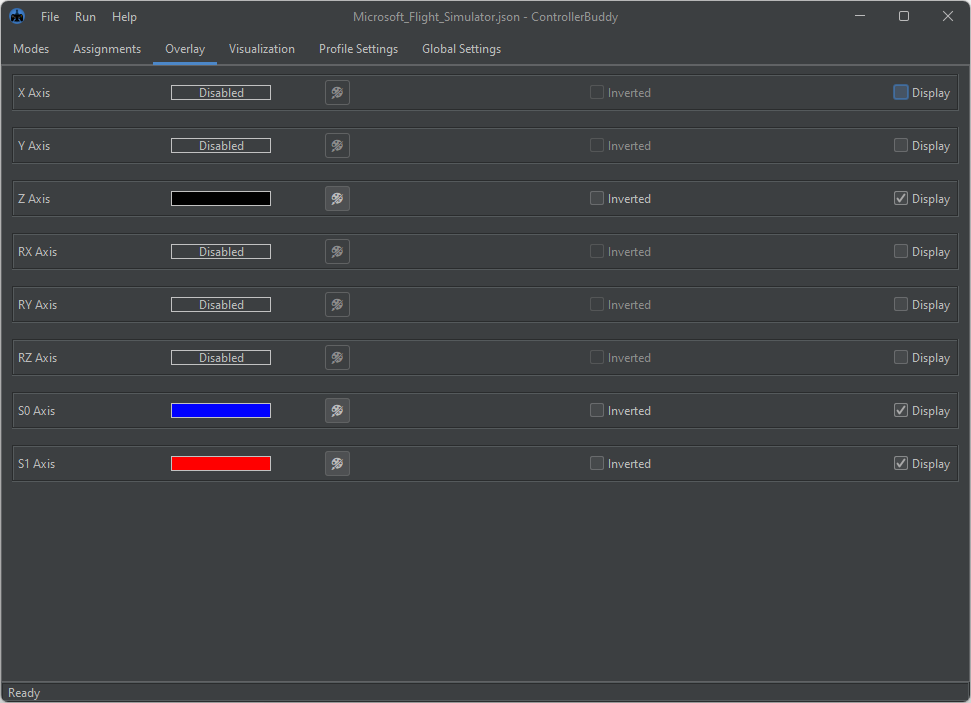 File Run Help Microsoft_Flight_Simulator.json - ControllerBuddy
Modes Assignments Overlay Visualization Profile Settings Global Settings
X Axis Disabled Inverted Display
Y Axis Disabled Inverted Display
Z Axis Inverted Display
RX Axis Disabled Inverted Display
RY Axis Disabled Inverted Display
RZ Axis Disabled Inverted Display
S0 Axis Inverted Display
S1 Axis Inverted Display
Ready